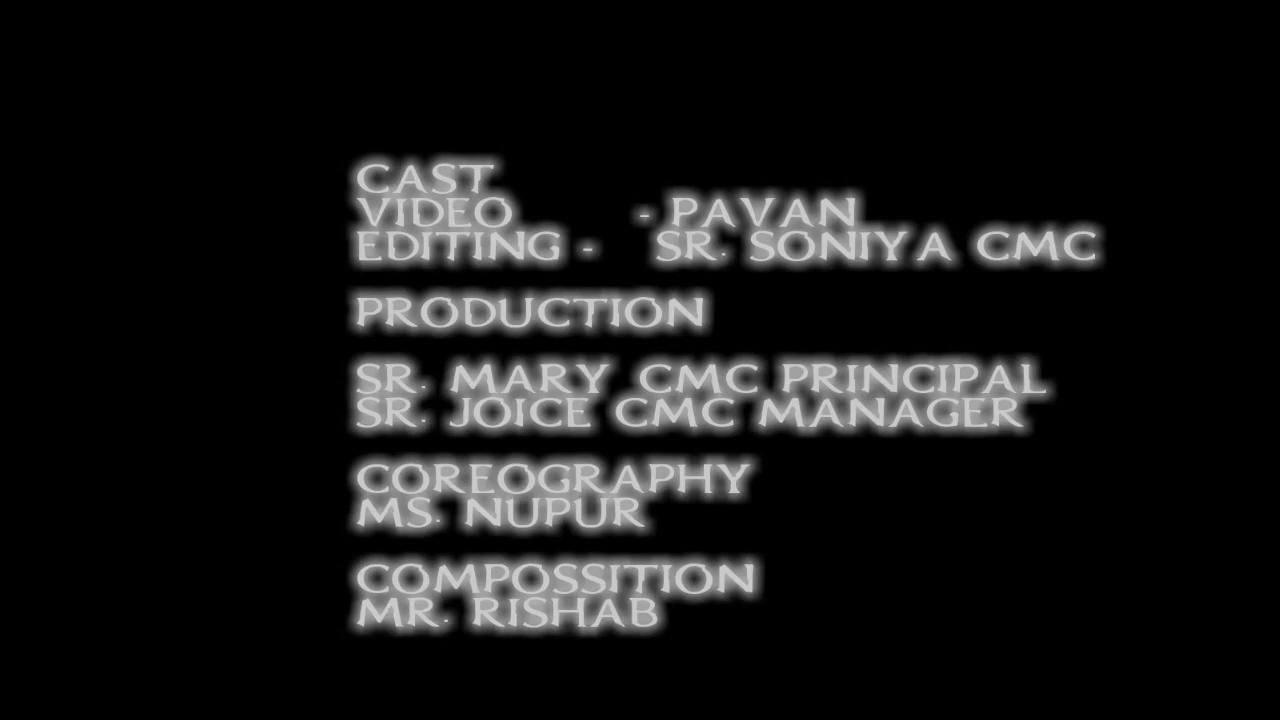 CAST
VIDEO - PAVAN
EDITING - SR. SONIYA CMC
PRODUCTION
SR. MARY CMC PRINCIPAL
SR. JOICE CMC MANAGER
COREOGRAPHY
MS. NUPUR
COMPOSSITION
MR. RISHAB